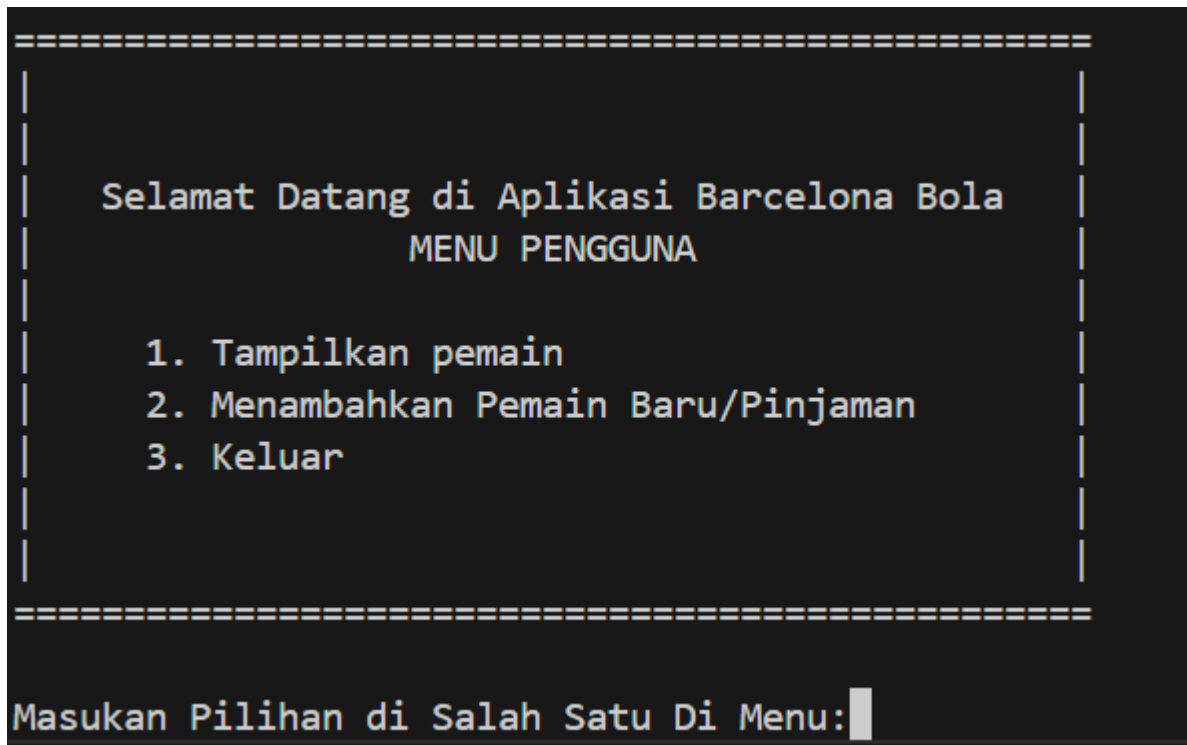 =================================================
|                                                |
|                                                |
|   Selamat Datang di Aplikasi Barcelona Bola   |
|                 MENU PENGGUNA                 |
|                                                |
|     1. Tampilkan pemain                       |
|     2. Menambahkan Pemain Baru/Pinjaman       |
|     3. Keluar                                 |
|                                                |
|                                                |
=================================================
Masukan Pilihan di Salah Satu Di Menu: